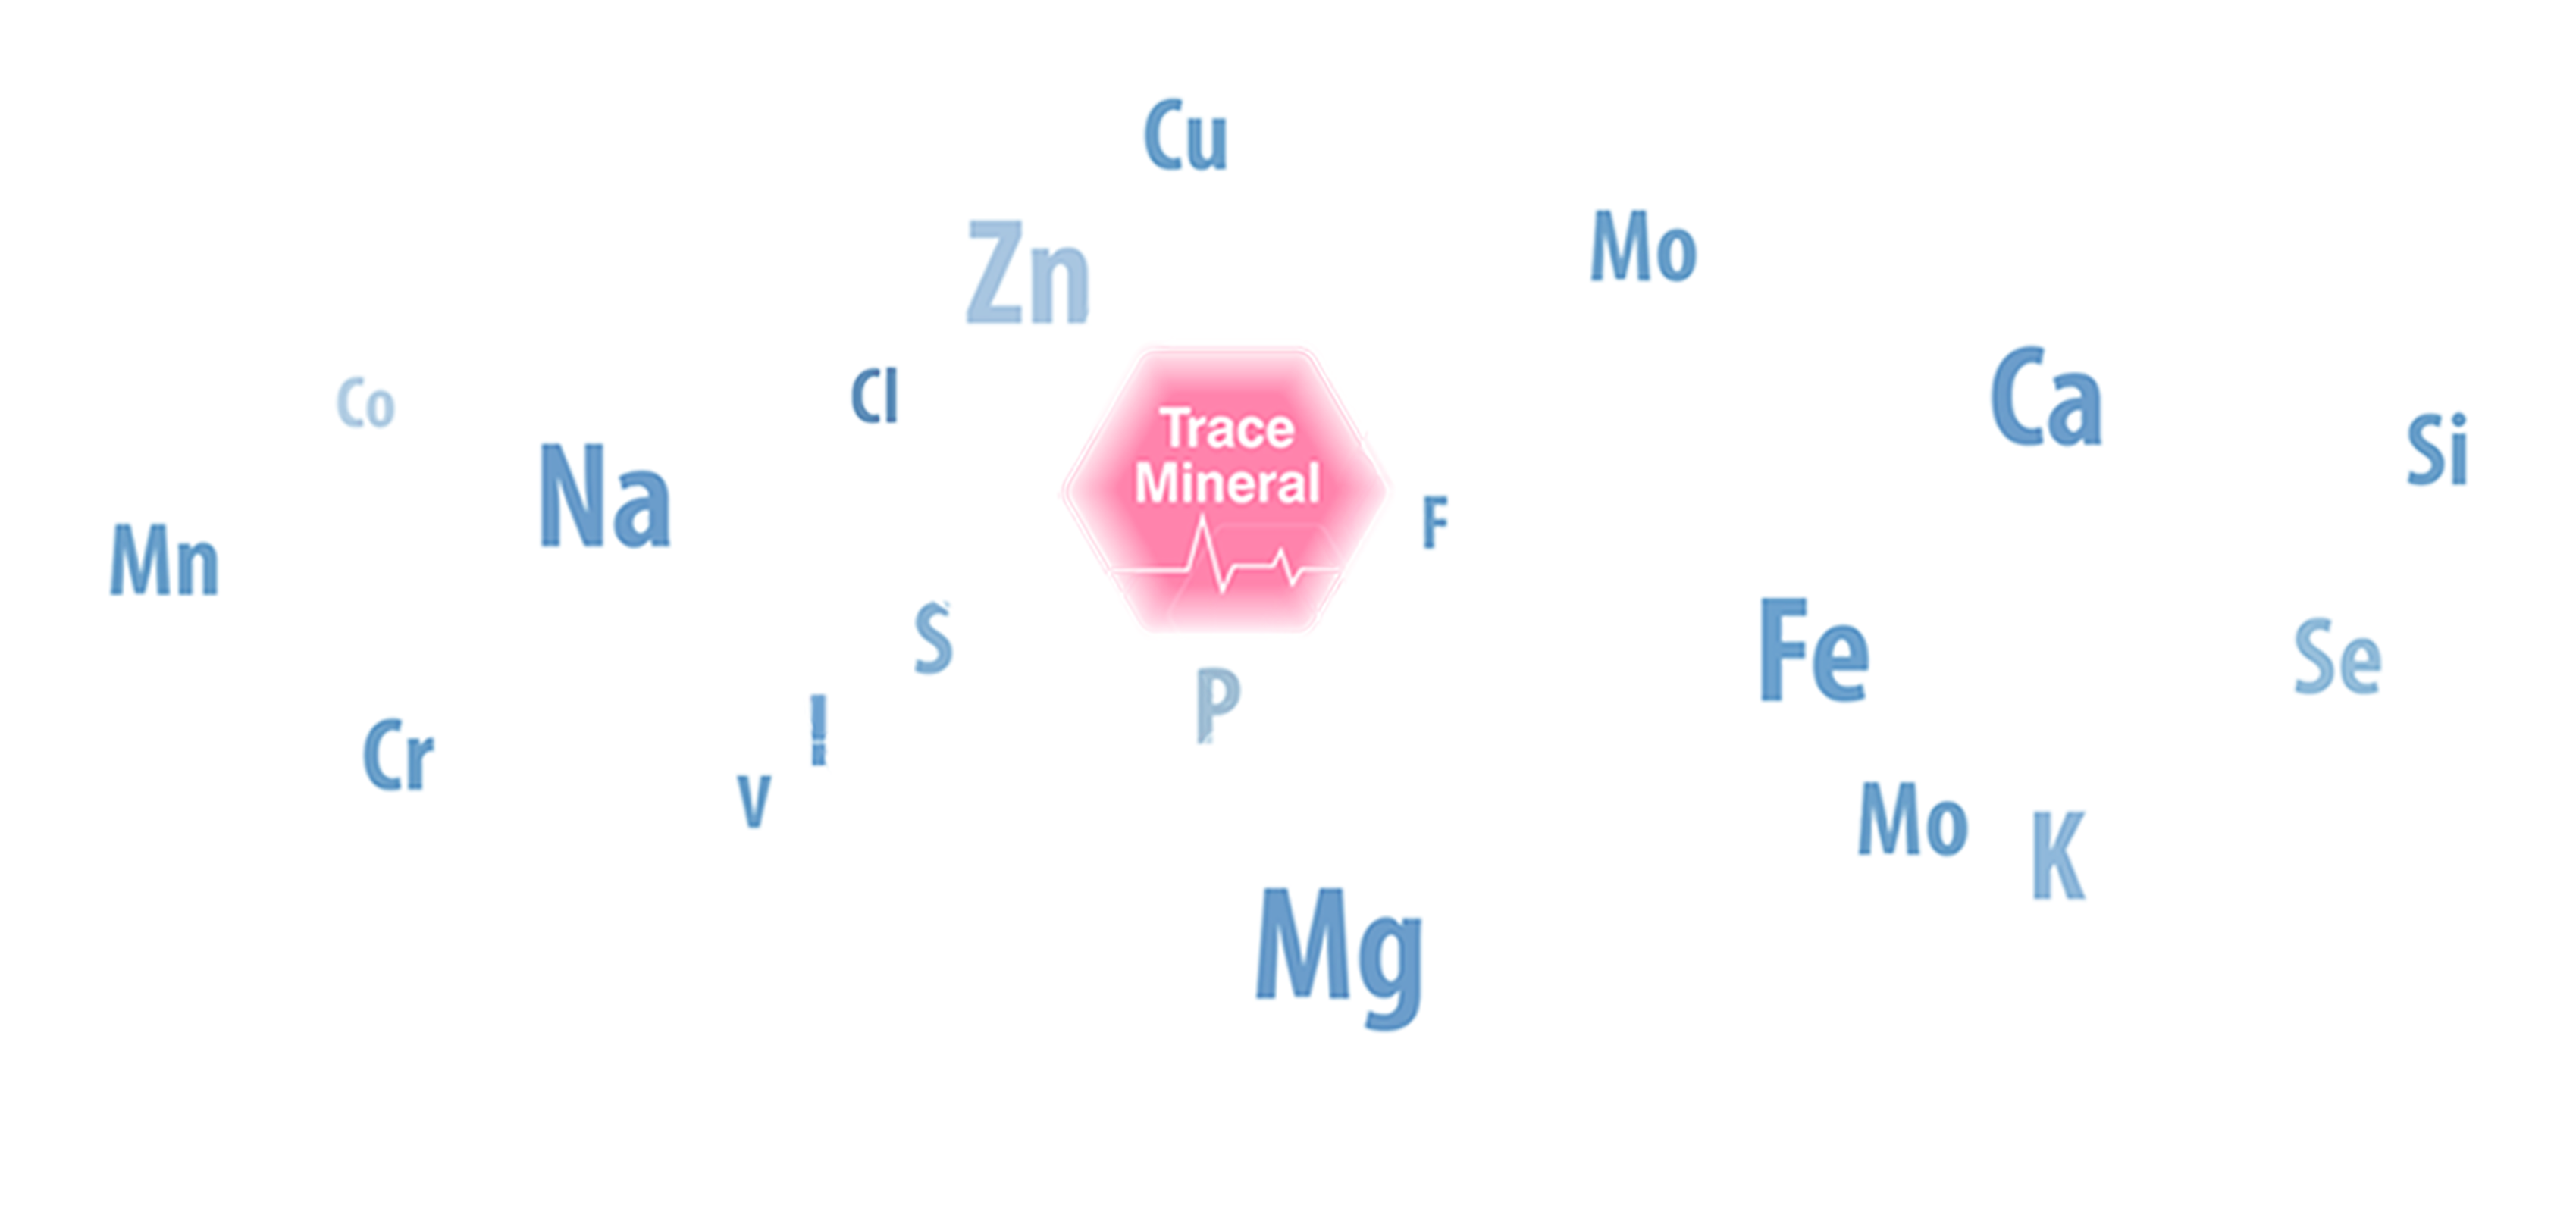 Cu
Zn
Mo
Co
Cl
Ca
Si
Trace
Mineral
Na
F
Mn
S
Fe
Se
P
Cr
!
V
Mo
K
Mg